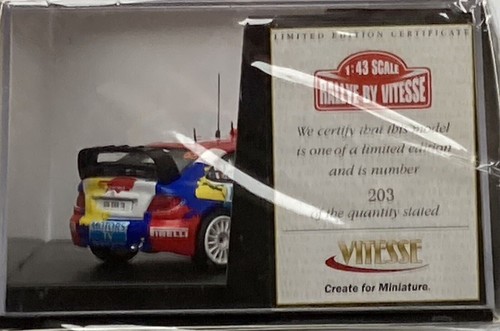 LIMITED EDITION CERTIFICATE
1:43 SCALE
RALLYE BY VITESSE
We certify that this model
is one of a limited edition
and is number
203
of the quantity stated
VITESSE
Create for Miniature.
PIRELLI